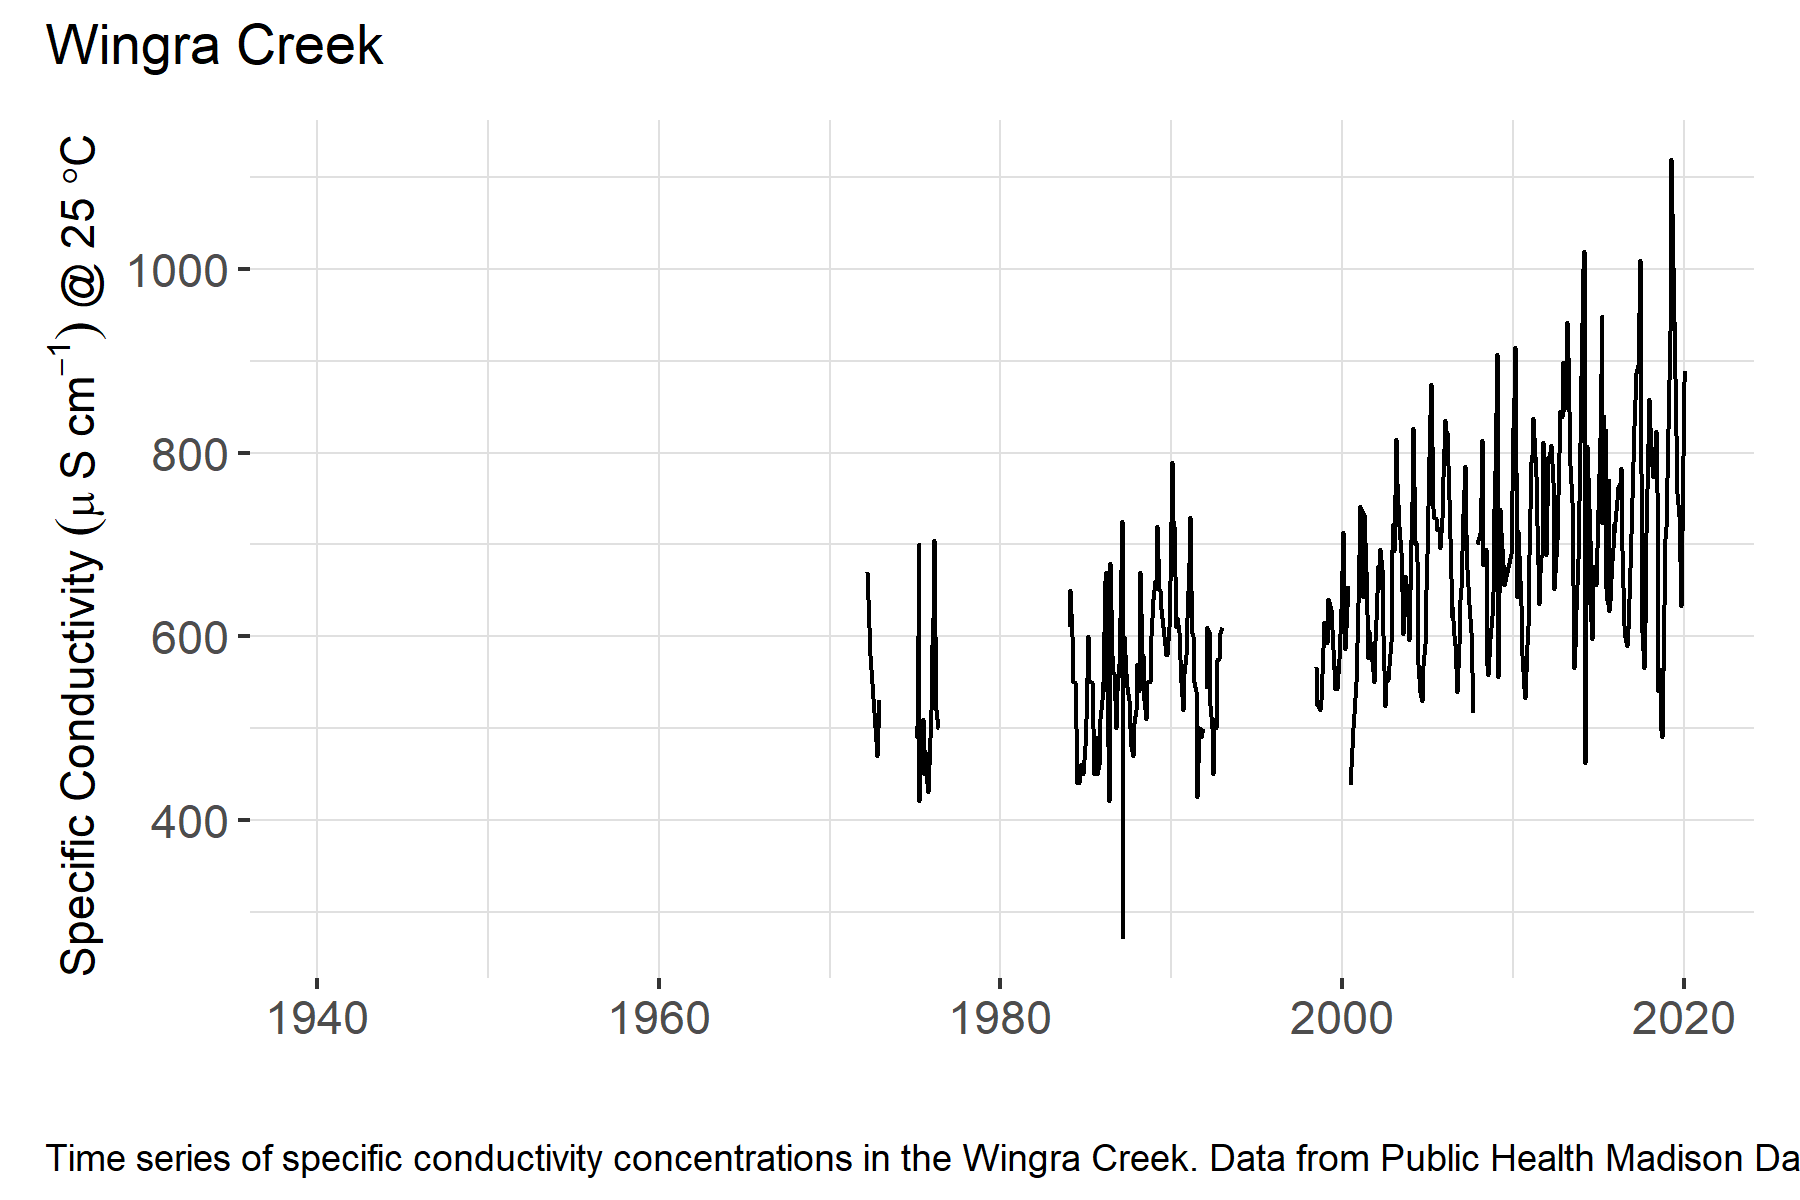 Wingra Creek
Specific Conductivity (μ S cm⁻¹) @ 25 °C
1000
800
600
400
1940 1960 1980 2000 2020
Time series of specific conductivity concentrations in the Wingra Creek. Data from Public Health Madison Da